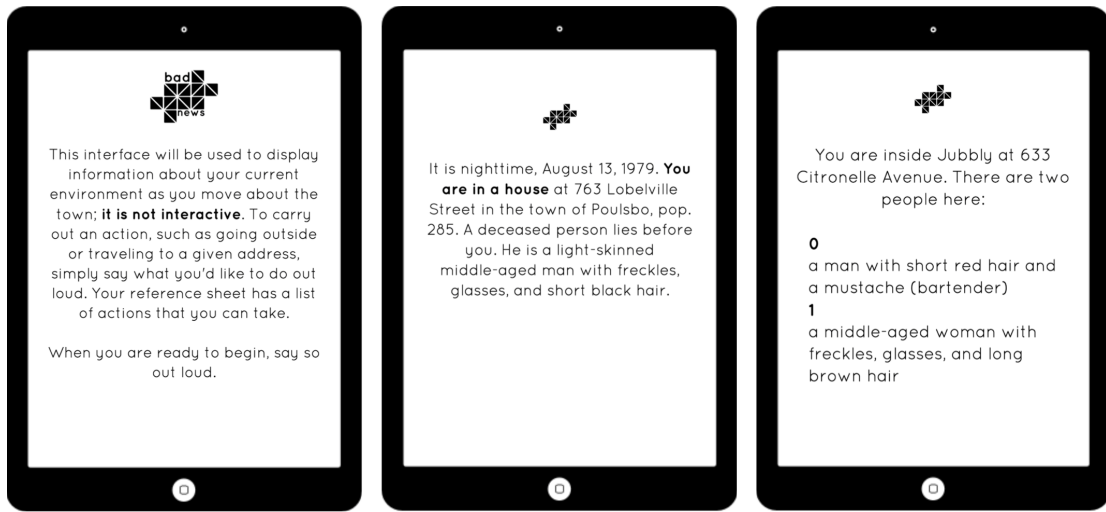 bad
news
This interface will be used to display
information about your current
environment as you move about the
town; it is not interactive. To carry
out an action, such as going outside
or traveling to a given address,
simply say what you'd like to do out
loud. Your reference sheet has a list
of actions that you can take.
When you are ready to begin, say so
out loud.
It is nighttime, August 13, 1979. You
are in a house at 763 Lobelville
Street in the town of Poulsbo, pop.
285. A deceased person lies before
you. He is a light-skinned
middle-aged man with freckles,
glasses, and short black hair.
You are inside Jubbly at 633
Citronelle Avenue. There are two
people here:
0
a man with short red hair and
a mustache (bartender)
1
a middle-aged woman with
freckles, glasses, and long
brown hair